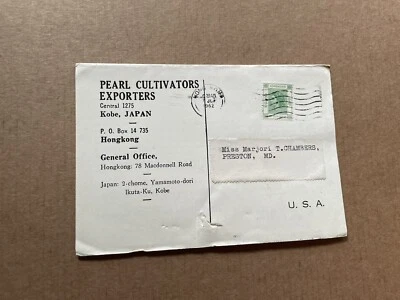 PEARL CULTIVATORS
EXPORTERS
Central 1275
Kobe, JAPAN
P. O. Box 14 735
Hongkong
General Office,
Hongkong: 78 Macdonnell Road
Japan: 2-chome, Yamamoto-dori
Ikuta-Ku, Kobe
Miss Marjori T.CHAMBERS,
PRESTON, MD.
U. S. A.